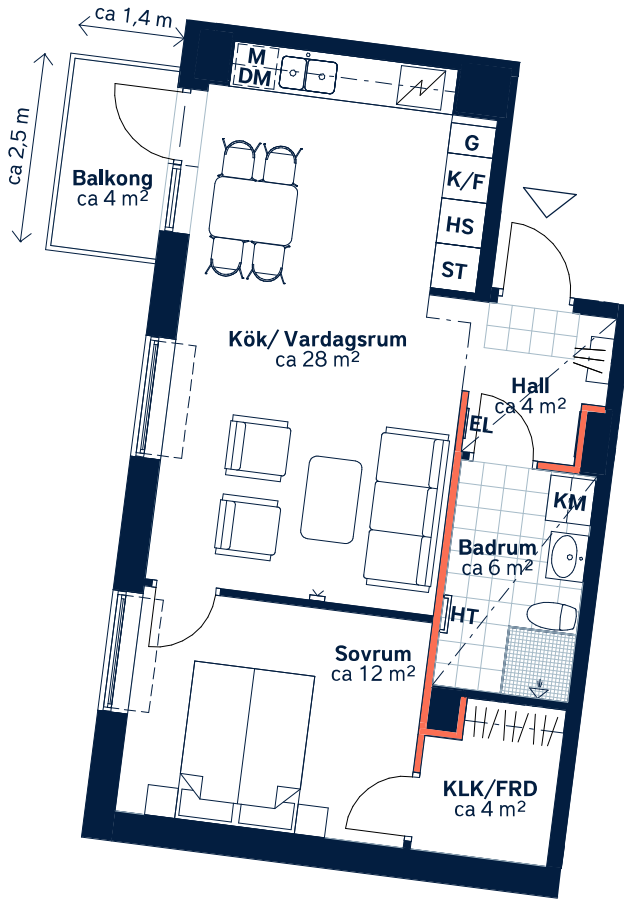 ca 1,4 m
ca 2,5 m
M
DM
G
K/F
HS
ST
Balkong
ca 4 m²
Kök/ Vardagsrum
ca 28 m²
Hall
ca 4 m²
EL
KM
Badrum
ca 6 m²
HT
Sovrum
ca 12 m²
KLK/FRD
ca 4 m²